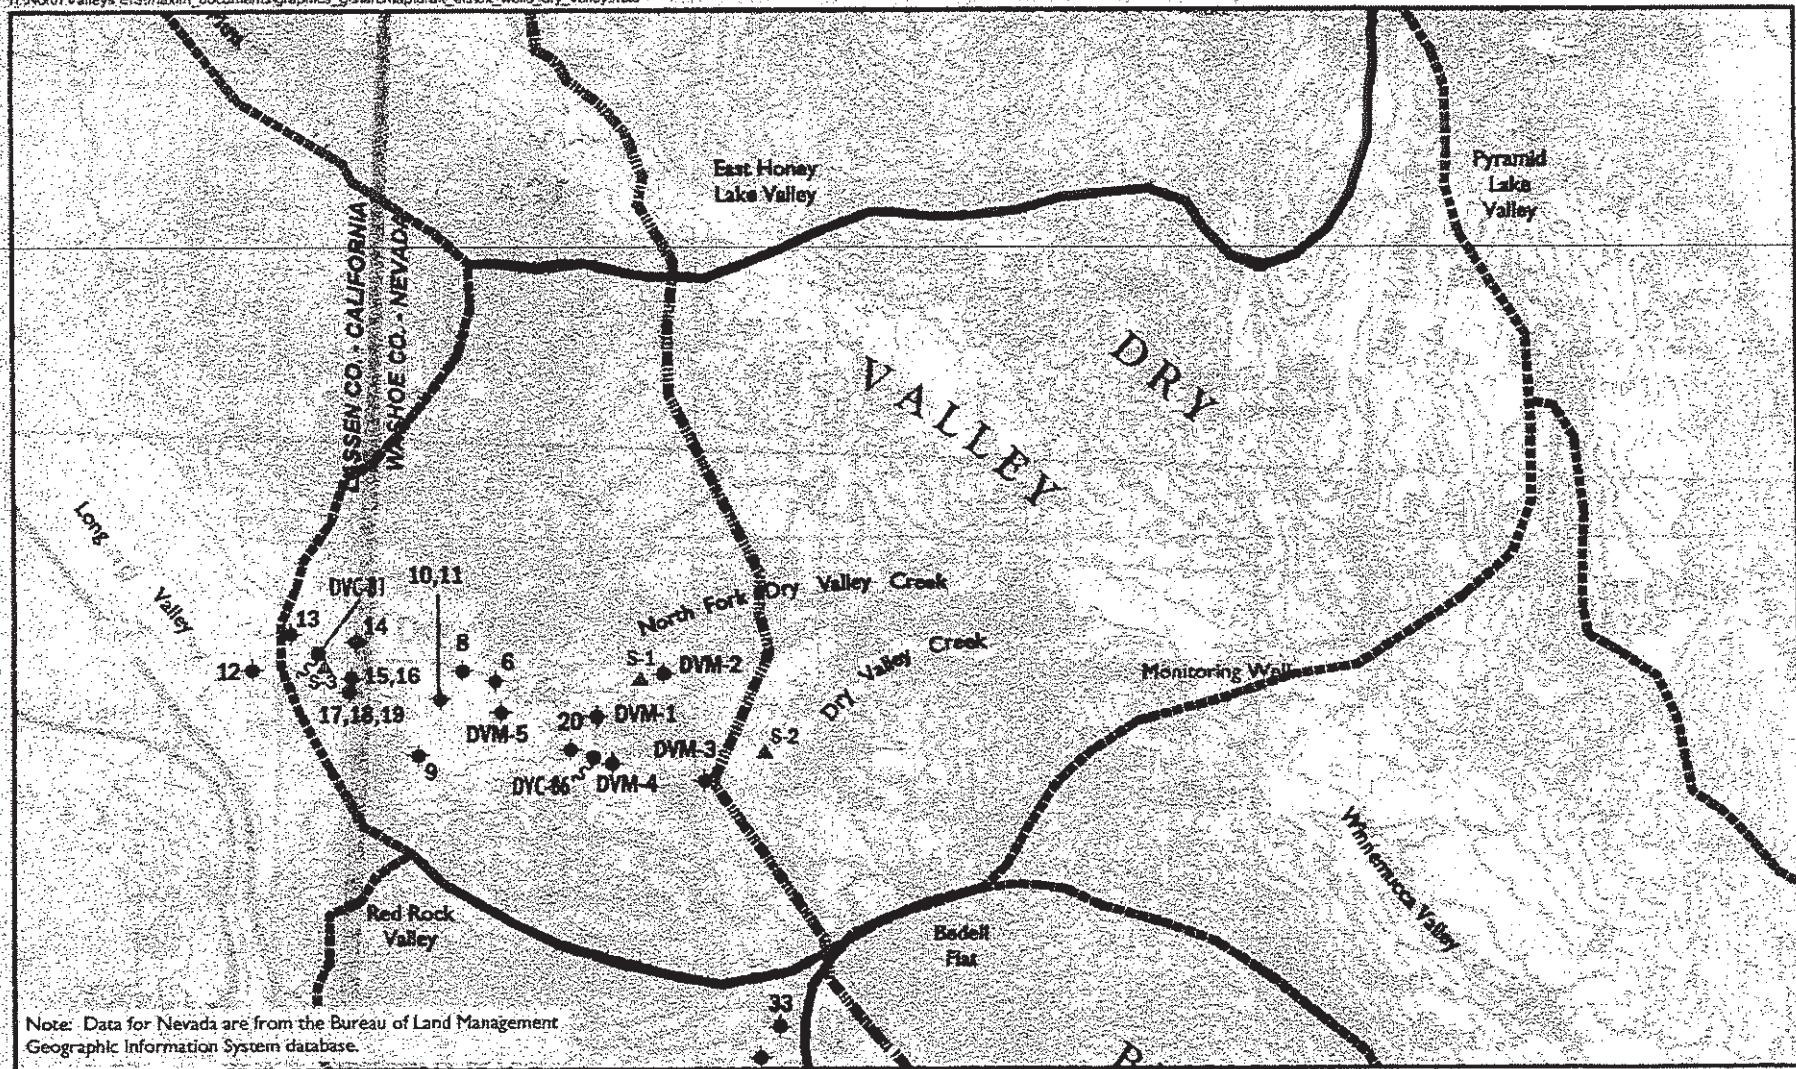 East Honey
Lake Valley
Pyramid
Lake
Valley
LASSEN CO. - CALIFORNIA
WASHOE CO. - NEVADA
DRY
VALLEY
Long
Valley
DVC-81
10,11
North Fork Dry Valley Creek
13
14
8
6
S-1
DVM-2
Dry Valley Creek
12
S-3
15,16
Monitoring Well
17,18,19
DVM-5
20
DVM-1
DVM-3
S-2
9
DYC-66
DVM-4
Winnemucca Valley
Red Rock
Valley
Bedell
Flat
33
Note: Data for Nevada are from the Bureau of Land Management
Geographic Information System database.